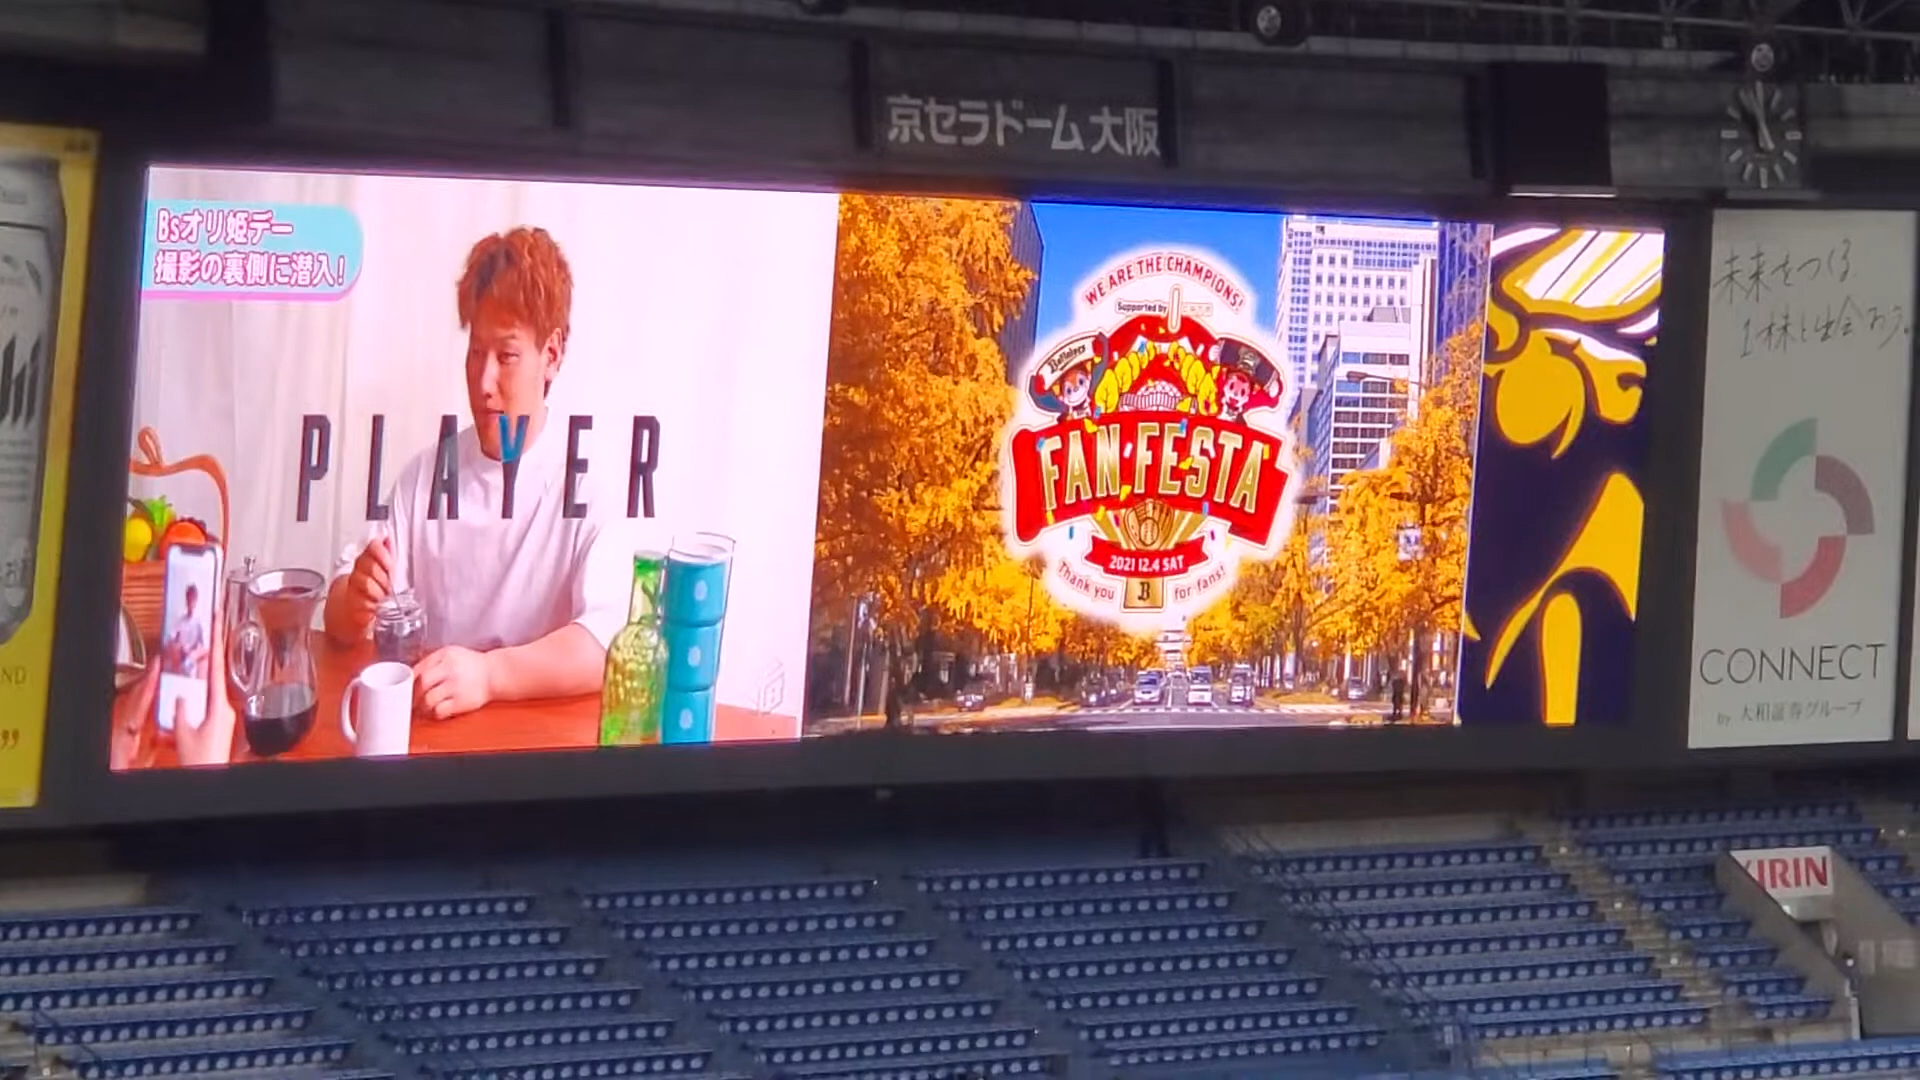 京セラドーム大阪
Bsオリ姫デー
撮影の裏側に潜入!
PLAYER
WE ARE THE CHAMPIONS!
Supported by
Buffaloes
FAN FESTA
2021 12.4 SAT
Thank you
B
for fans!
未来をつくる
1株と出会おう。
CONNECT
by 大和証券グループ
KIRIN
ND
99